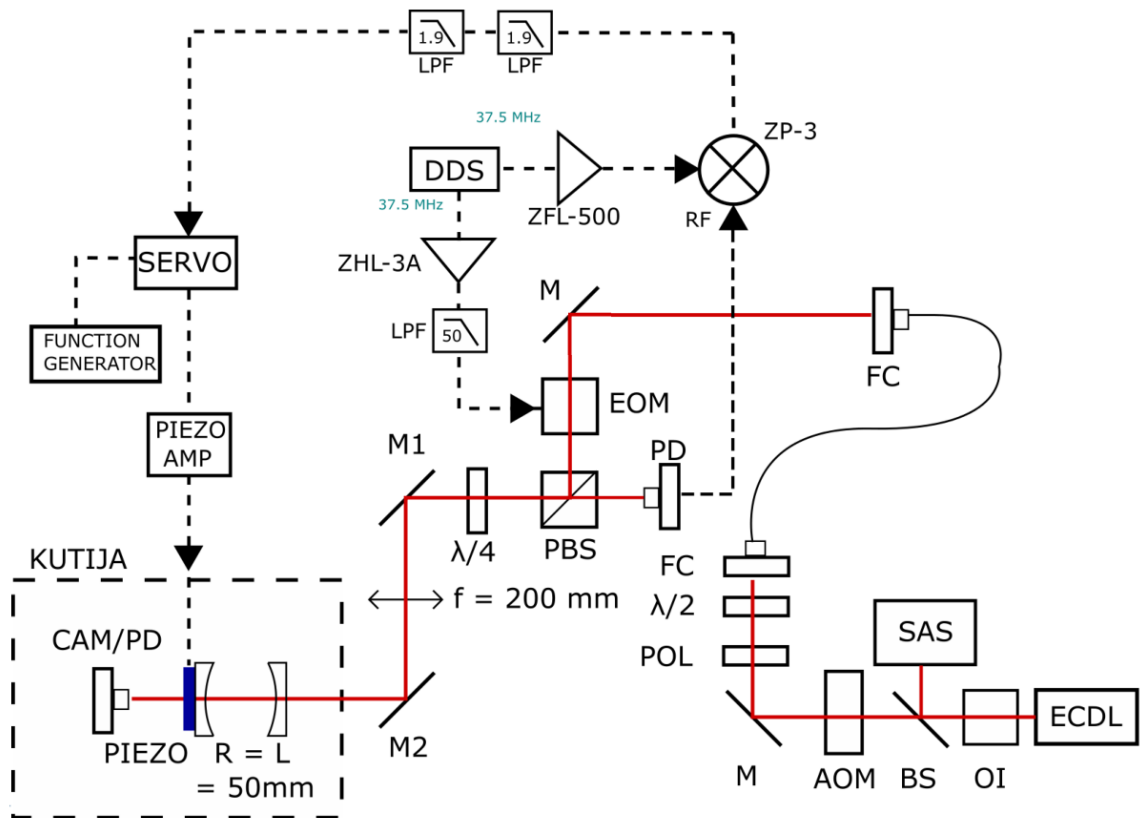 1.9
LPF
1.9
LPF
37.5 MHz
ZP-3
DDS
37.5 MHz
ZFL-500
RF
SERVO
ZHL-3A
M
FUNCTION
GENERATOR
LPF
50
FC
EOM
PIEZO
AMP
M1
PD
λ/4
PBS
KUTIJA
FC
f = 200 mm
λ/2
SAS
CAM/PD
POL
ECDL
PIEZO
R = L
= 50mm
M2
M
AOM
BS
OI